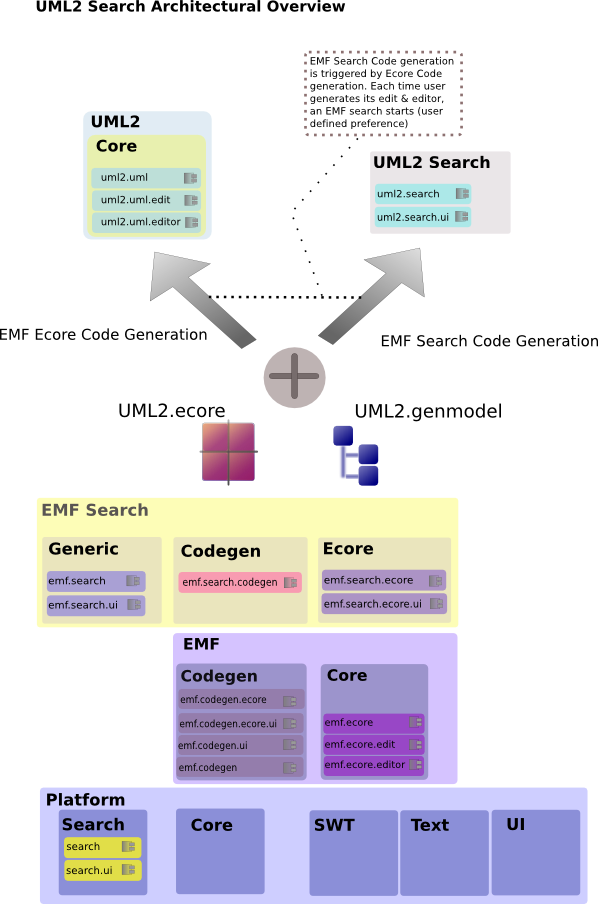 UML2 Search Architectural Overview
EMF Search Code generation
is triggered by Ecore Code
generation. Each time user
generates its edit & editor,
an EMF search starts (user
defined preference)
UML2
Core
uml2.uml
uml2.uml.edit
uml2.uml.editor
UML2 Search
uml2.search
uml2.search.ui
EMF Ecore Code Generation
EMF Search Code Generation
UML2.ecore
UML2.genmodel
EMF Search
Generic
emf.search
emf.search.ui
Codegen
emf.search.codegen
Ecore
emf.search.ecore
emf.search.ecore.ui
EMF
Codegen
emf.codegen.ecore
emf.codegen.ecore.ui
emf.codegen.ui
emf.codegen
Core
emf.ecore
emf.ecore.edit
emf.ecore.editor
Platform
Search
search
search.ui
Core
SWT
Text
UI